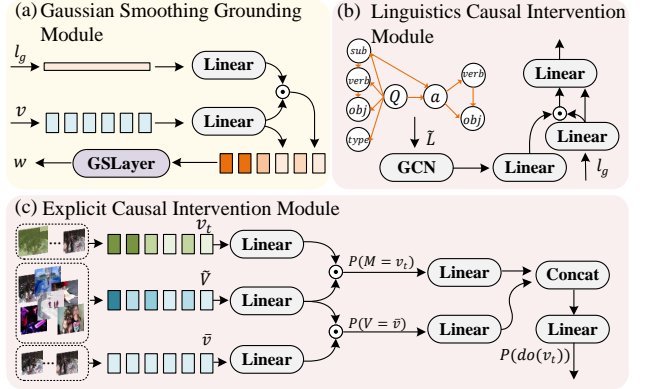 (a) Gaussian Smoothing Grounding
Module
l_g
Linear
v
Linear
w
GSLayer
(b) Linguistics Causal Intervention
Module
sub
verb
obj
type
Q
a
verb
obj
L̃
GCN
Linear
Linear
Linear
l_g
(c) Explicit Causal Intervention Module
v_t
Linear
P(M = v_t)
Linear
Concat
Ṽ
Linear
P(V = v̄)
Linear
Linear
v̄
Linear
P(do(v_t))